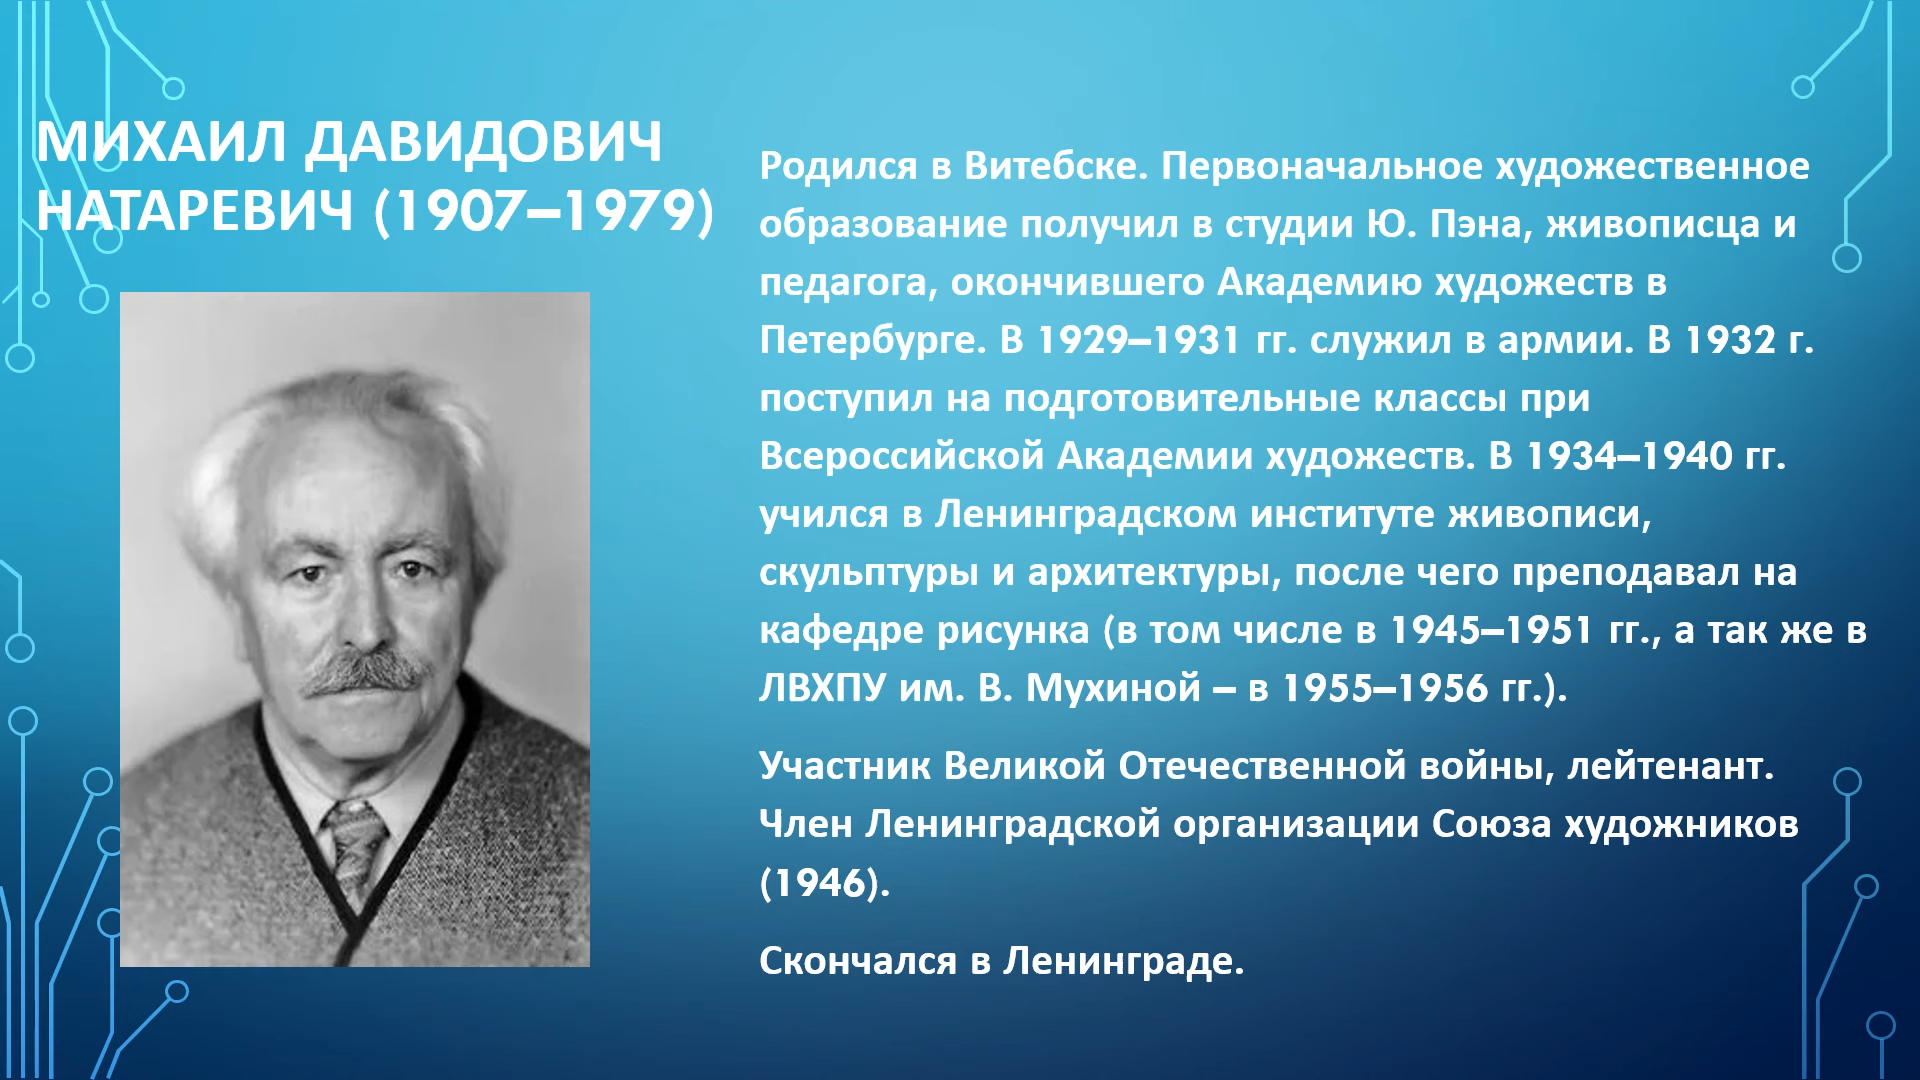 МИХАИЛ ДАВИДОВИЧ
НАТАРЕВИЧ (1907–1979)
Родился в Витебске. Первоначальное художественное
образование получил в студии Ю. Пэна, живописца и
педагога, окончившего Академию художеств в
Петербурге. В 1929–1931 гг. служил в армии. В 1932 г.
поступил на подготовительные классы при
Всероссийской Академии художеств. В 1934–1940 гг.
учился в Ленинградском институте живописи,
скульптуры и архитектуры, после чего преподавал на
кафедре рисунка (в том числе в 1945–1951 гг., а так же в
ЛВХПУ им. В. Мухиной – в 1955–1956 гг.).
Участник Великой Отечественной войны, лейтенант.
Член Ленинградской организации Союза художников
(1946).
Скончался в Ленинграде.